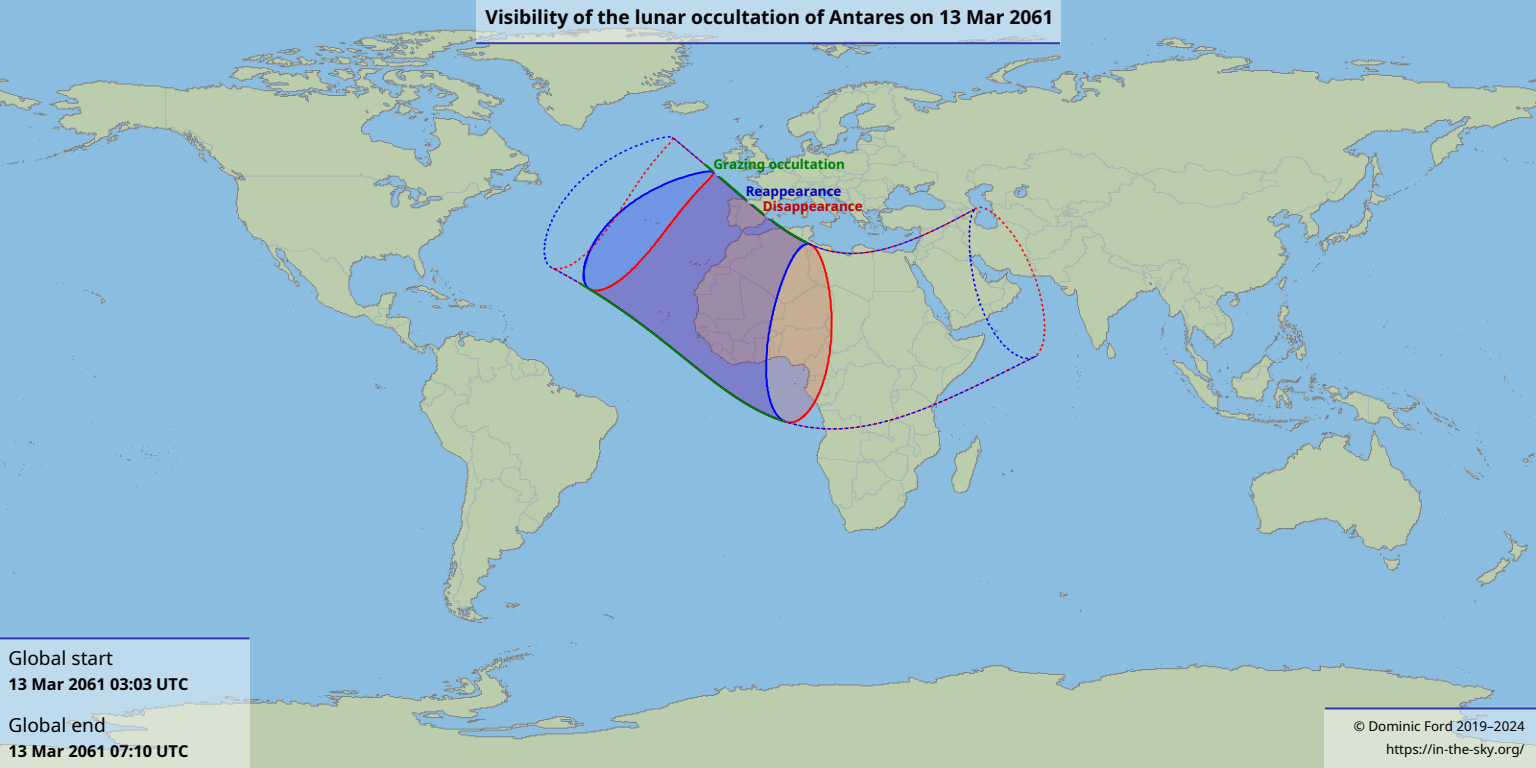 Visibility of the lunar occultation of Antares on 13 Mar 2061
Grazing occultation
Reappearance
Disappearance
Global start
13 Mar 2061 03:03 UTC
Global end
13 Mar 2061 07:10 UTC
© Dominic Ford 2019–2024
https://in-the-sky.org/